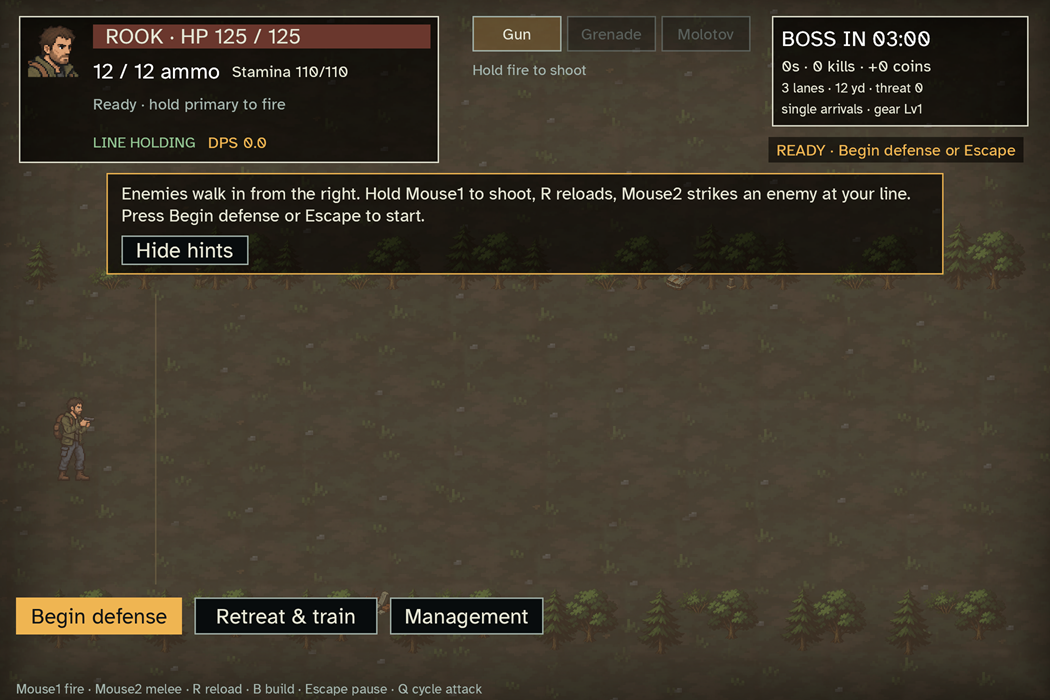 ROOK · HP 125 / 125
12 / 12 ammo Stamina 110/110
Ready · hold primary to fire
LINE HOLDING DPS 0.0
Gun Grenade Molotov
Hold fire to shoot
BOSS IN 03:00
0s · 0 kills · +0 coins
3 lanes · 12 yd · threat 0
single arrivals · gear Lv1
READY · Begin defense or Escape
Enemies walk in from the right. Hold Mouse1 to shoot, R reloads, Mouse2 strikes an enemy at your line.
Press Begin defense or Escape to start.
Hide hints
Begin defense Retreat & train Management
Mouse1 fire · Mouse2 melee · R reload · B build · Escape pause · Q cycle attack